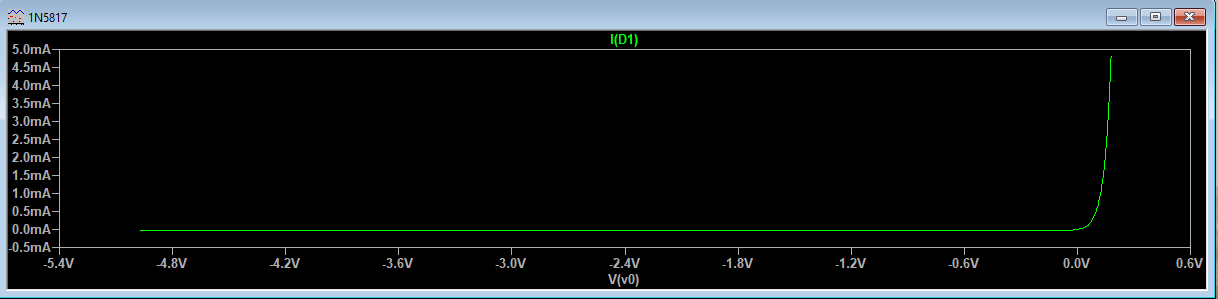 1N5817
I(D1)
5.0mA
4.5mA
4.0mA
3.5mA
3.0mA
2.5mA
2.0mA
1.5mA
1.0mA
0.5mA
0.0mA
-0.5mA
-5.4V -4.8V -4.2V -3.6V -3.0V -2.4V -1.8V -1.2V -0.6V 0.0V 0.6V
V(v0)